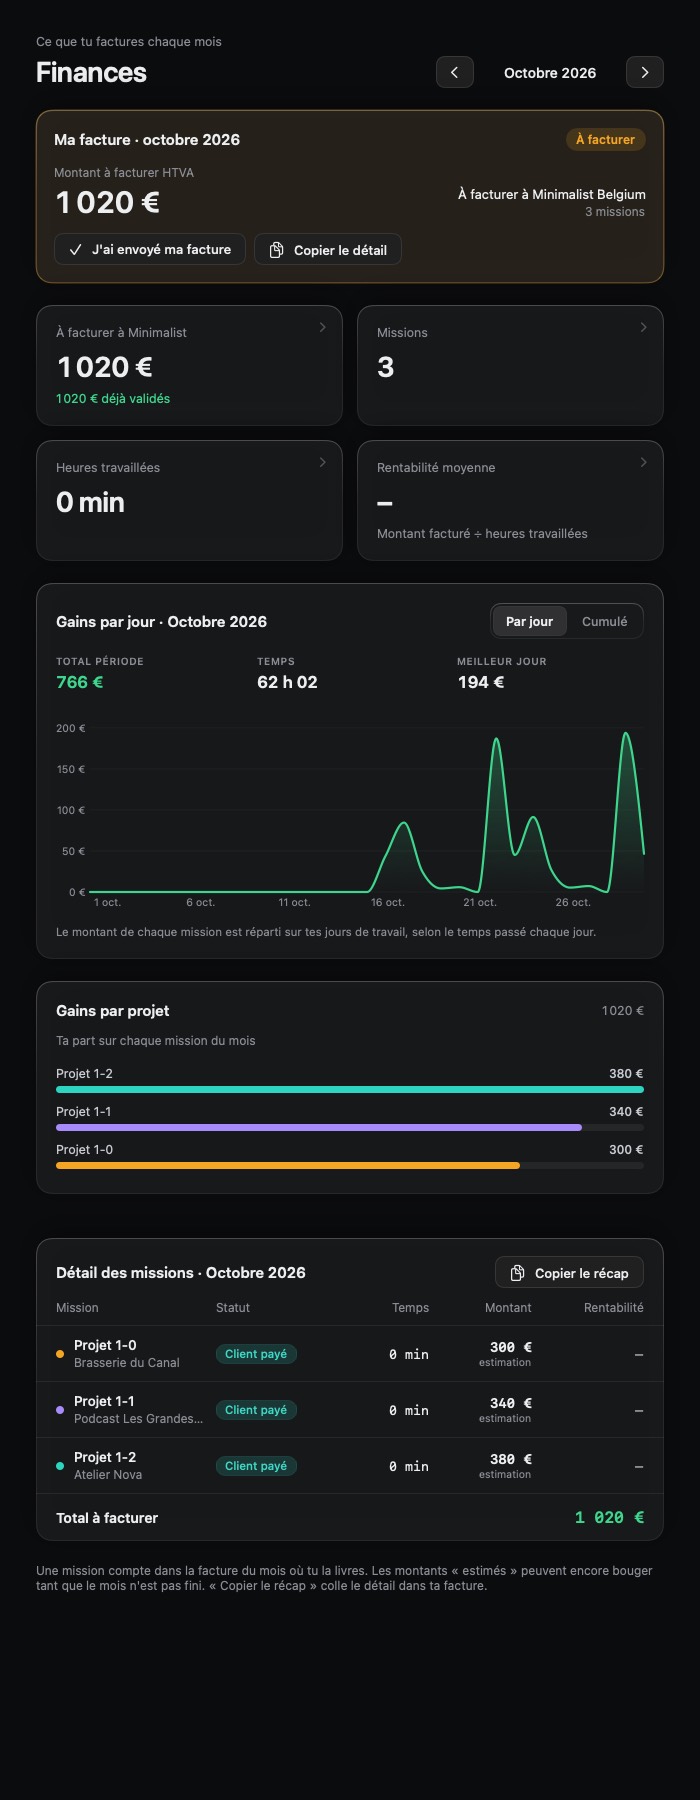 Ce que tu factures chaque mois
Finances
Octobre 2026
Ma facture · octobre 2026
À facturer
Montant à facturer HTVA
1 020 €
À facturer à Minimalist Belgium
3 missions
J'ai envoyé ma facture
Copier le détail
À facturer à Minimalist
1 020 €
1 020 € déjà validés
Missions
3
Heures travaillées
0 min
Rentabilité moyenne
–
Montant facturé ÷ heures travaillées
Gains par jour · Octobre 2026
Par jour
Cumulé
TOTAL PÉRIODE
TEMPS
MEILLEUR JOUR
766 €
62 h 02
194 €
200 €
150 €
100 €
50 €
0 €
1 oct.
6 oct.
11 oct.
16 oct.
21 oct.
26 oct.
Le montant de chaque mission est réparti sur tes jours de travail, selon le temps passé chaque jour.
Gains par projet
1 020 €
Ta part sur chaque mission du mois
Projet 1-2
380 €
Projet 1-1
340 €
Projet 1-0
300 €
Détail des missions · Octobre 2026
Copier le récap
Mission Statut Temps Montant Rentabilité
Projet 1-0
Brasserie du Canal
Client payé
0 min
300 €
estimation
–
Projet 1-1
Podcast Les Grandes…
Client payé
0 min
340 €
estimation
–
Projet 1-2
Atelier Nova
Client payé
0 min
380 €
estimation
–
Total à facturer
1 020 €
Une mission compte dans la facture du mois où tu la livres. Les montants « estimés » peuvent encore bouger
tant que le mois n'est pas fini. « Copier le récap » colle le détail dans ta facture.